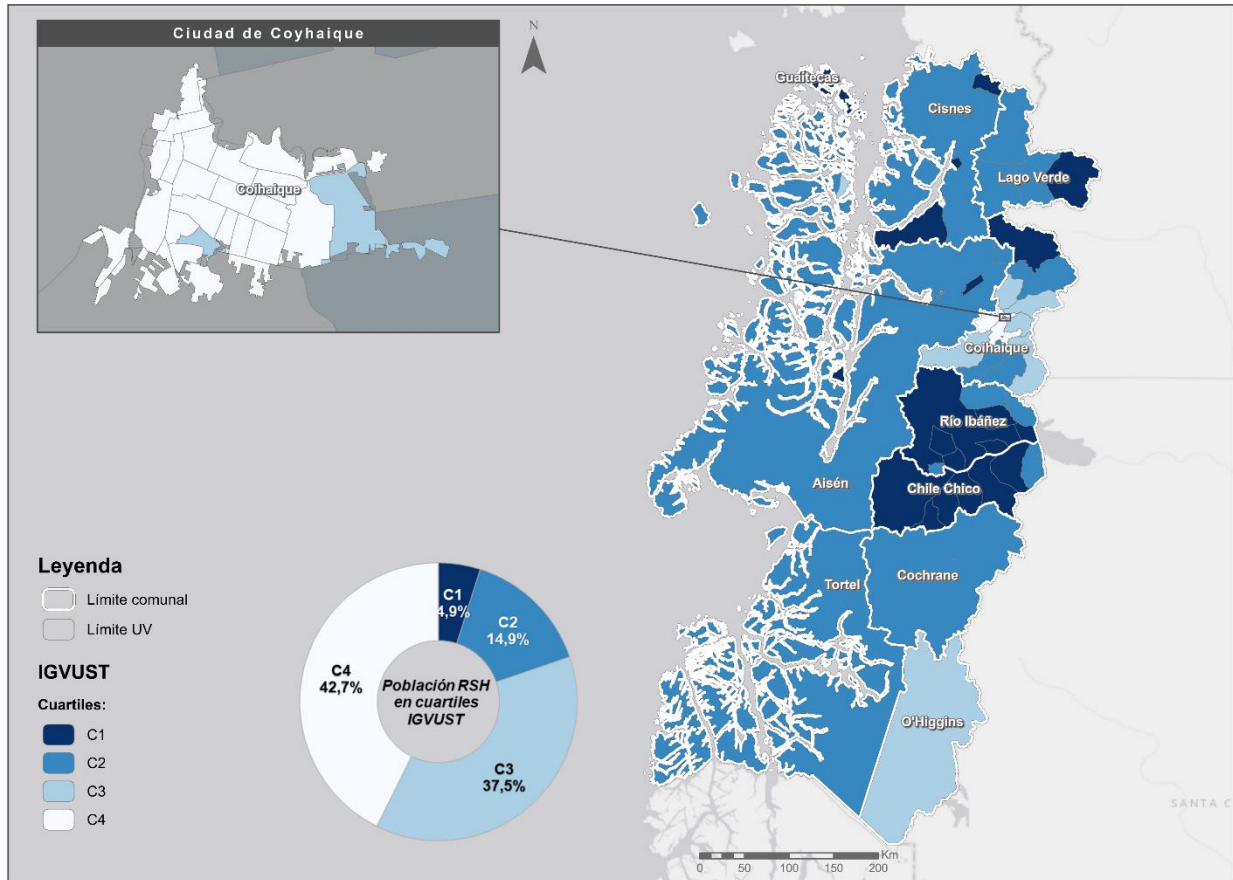 Ciudad de Coyhaique
Coihaique
N
Guaitecas
Cisnes
Lago Verde
Coihaique
Río Ibáñez
Chile Chico
Aisén
Cochrane
Tortel
O'Higgins
SANTA C
Leyenda
Límite comunal
Límite UV
IGVUST
Cuartiles:
C1
C2
C3
C4
C1
4,9%
C2
14,9%
C3
37,5%
C4
42,7%
Población RSH
en cuartiles
IGVUST
Km
0 50 100 150 200